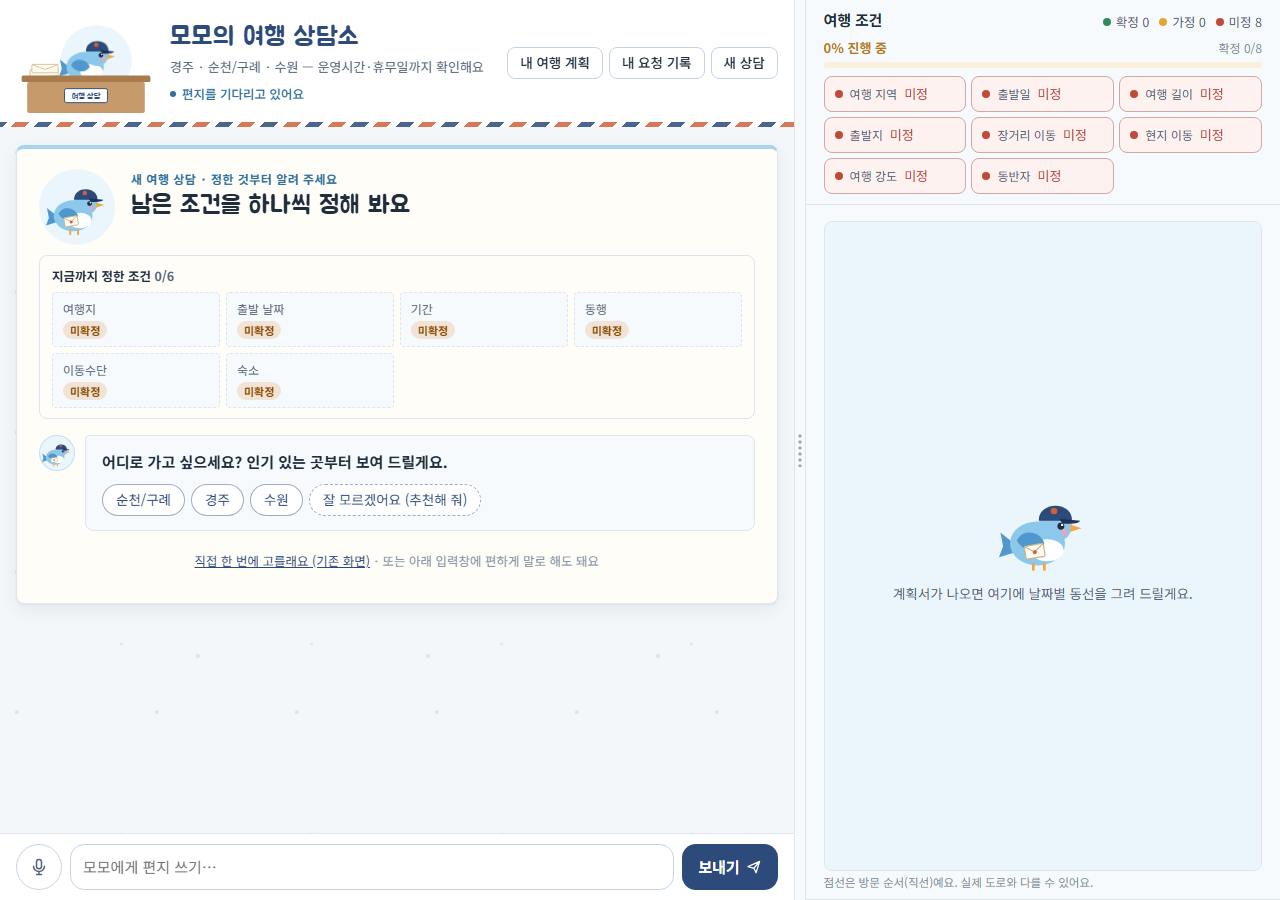 모모의 여행 상담소
경주 · 순천/구례 · 수원 — 운영시간·휴무일까지 확인해요
편지를 기다리고 있어요
여행 상담
내 여행 계획
내 요청 기록
새 상담
새 여행 상담 · 정한 것부터 알려 주세요
남은 조건을 하나씩 정해 봐요
지금까지 정한 조건 0/6
여행지
미확정
출발 날짜
미확정
기간
미확정
동행
미확정
이동수단
미확정
숙소
미확정
어디로 가고 싶으세요? 인기 있는 곳부터 보여 드릴게요.
순천/구례
경주
수원
잘 모르겠어요 (추천해 줘)
직접 한 번에 고를래요 (기존 화면) · 또는 아래 입력창에 편하게 말로 해도 돼요
모모에게 편지 쓰기…
보내기
여행 조건
확정 0
가정 0
미정 8
0% 진행 중
확정 0/8
여행 지역 미정
출발일 미정
여행 길이 미정
출발지 미정
장거리 이동 미정
현지 이동 미정
여행 강도 미정
동반자 미정
계획서가 나오면 여기에 날짜별 동선을 그려 드릴게요.
점선은 방문 순서(직선)예요. 실제 도로와 다를 수 있어요.